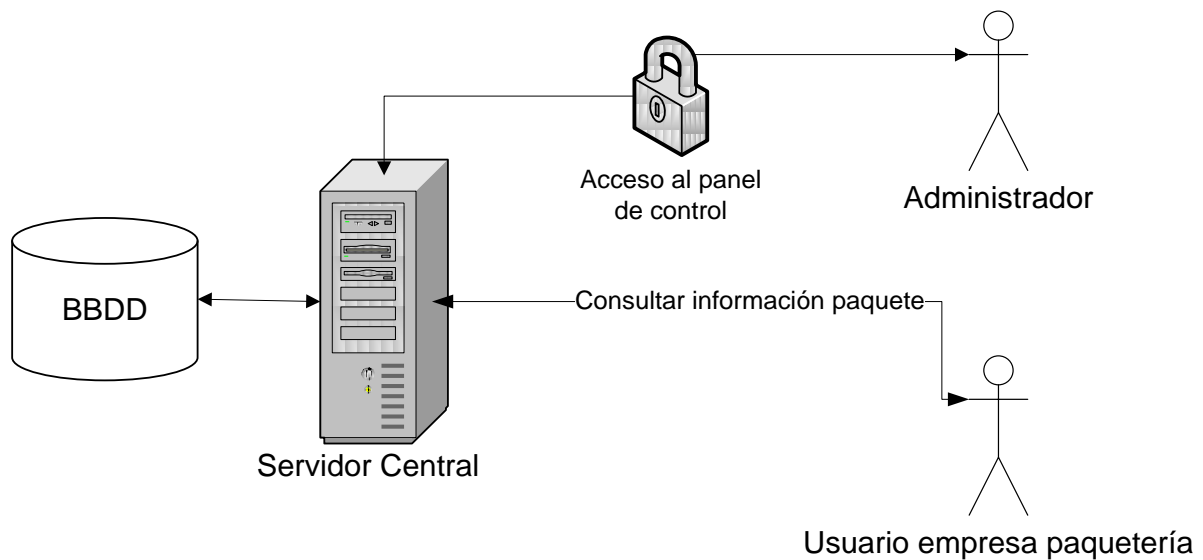 Acceso al panel
de control
Administrador
BBDD
Consultar información paquete
Servidor Central
Usuario empresa paquetería